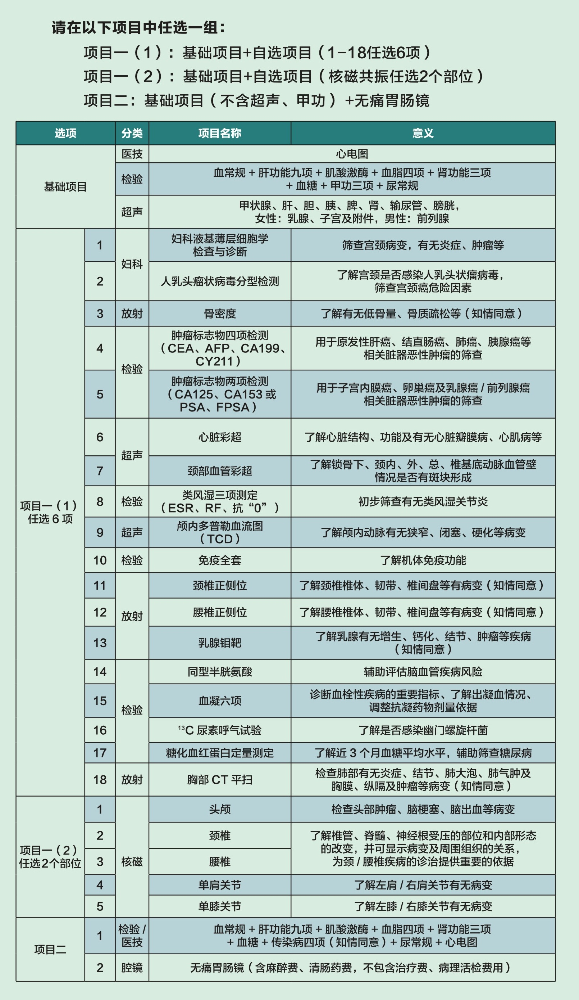 请在以下项目中任选一组：
项目一（1）：基础项目+自选项目（1-18任选6项）
项目一（2）：基础项目+自选项目（核磁共振任选2个部位）
项目二：基础项目（不含超声、甲功）+无痛胃肠镜
选项 分类 项目名称 意义
基础项目
医技 心电图
检验
血常规 + 肝功能九项 + 肌酸激酶 + 血脂四项 + 肾功能三项
+ 血糖 + 甲功三项 + 尿常规
超声
甲状腺、肝、胆、胰、脾、肾、输尿管、膀胱，
女性：乳腺、子宫及附件，男性：前列腺
项目一（1）
任选 6 项
1
妇科
妇科液基薄层细胞学
检查与诊断
筛查宫颈病变，有无炎症、肿瘤等
2
人乳头瘤状病毒分型检测
了解宫颈是否感染人乳头状瘤病毒，
筛查宫颈癌危险因素
3 放射 骨密度 了解有无低骨量、骨质疏松等（知情同意）
4
检验
肿瘤标志物四项检测
（CEA、AFP、CA199、
CY211）
用于原发性肝癌、结直肠癌、肺癌、胰腺癌等
相关脏器恶性肿瘤的筛查
5
肿瘤标志物两项检测
（CA125、CA153 或
PSA、FPSA）
用于子宫内膜癌、卵巢癌及乳腺癌 / 前列腺癌
相关脏器恶性肿瘤的筛查
6
超声
心脏彩超 了解心脏结构、功能及有无心脏瓣膜病、心肌病等
7 颈部血管彩超
了解锁骨下、颈内、外、总、椎基底动脉血管壁
情况是否有斑块形成
8 检验
类风湿三项测定
（ESR、RF、抗“0”）
初步筛查有无类风湿关节炎
9 超声
颅内多普勒血流图
（TCD）
了解颅内动脉有无狭窄、闭塞、硬化等病变
10 检验 免疫全套 了解机体免疫功能
11 颈椎正侧位 了解颈椎椎体、韧带、椎间盘等有病变（知情同意）
放射
12 腰椎正侧位 了解腰椎椎体、韧带、椎间盘等有病变（知情同意）
13 乳腺钼靶
了解乳腺有无增生、钙化、结节、肿瘤等疾病
（知情同意）
14 同型半胱氨酸 辅助评估脑血管疾病风险
检验
15 血凝六项
诊断血栓性疾病的重要指标、了解出凝血情况、
调整抗凝药物剂量依据
16 ¹³C 尿素呼气试验 了解是否感染幽门螺旋杆菌
17 糖化血红蛋白定量测定 了解近 3 个月血糖平均水平，辅助筛查糖尿病
18 放射 胸部 CT 平扫
检查肺部有无炎症、结节、肺大泡、肺气肿及
胸膜、纵隔及肿瘤等病变（知情同意）
项目一（2）
任选2个部位
核磁
1 头颅 检查头部肿瘤、脑梗塞、脑出血等病变
2 颈椎
3 腰椎
了解椎管、脊髓、神经根受压的部位和内部形态
的改变，并可显示病变及周围组织的关系，
为颈 / 腰椎疾病的诊治提供重要的依据
4 单肩关节 了解左肩 / 右肩关节有无病变
5 单膝关节 了解左膝 / 右膝关节有无病变
项目二
1
检验 /
医技
血常规 + 肝功能九项 + 肌酸激酶 + 血脂四项 + 肾功能三项
+ 血糖 + 传染病四项（知情同意）+ 尿常规 + 心电图
2 腔镜 无痛胃肠镜（含麻醉费、清肠药费，不包含治疗费、病理活检费用）